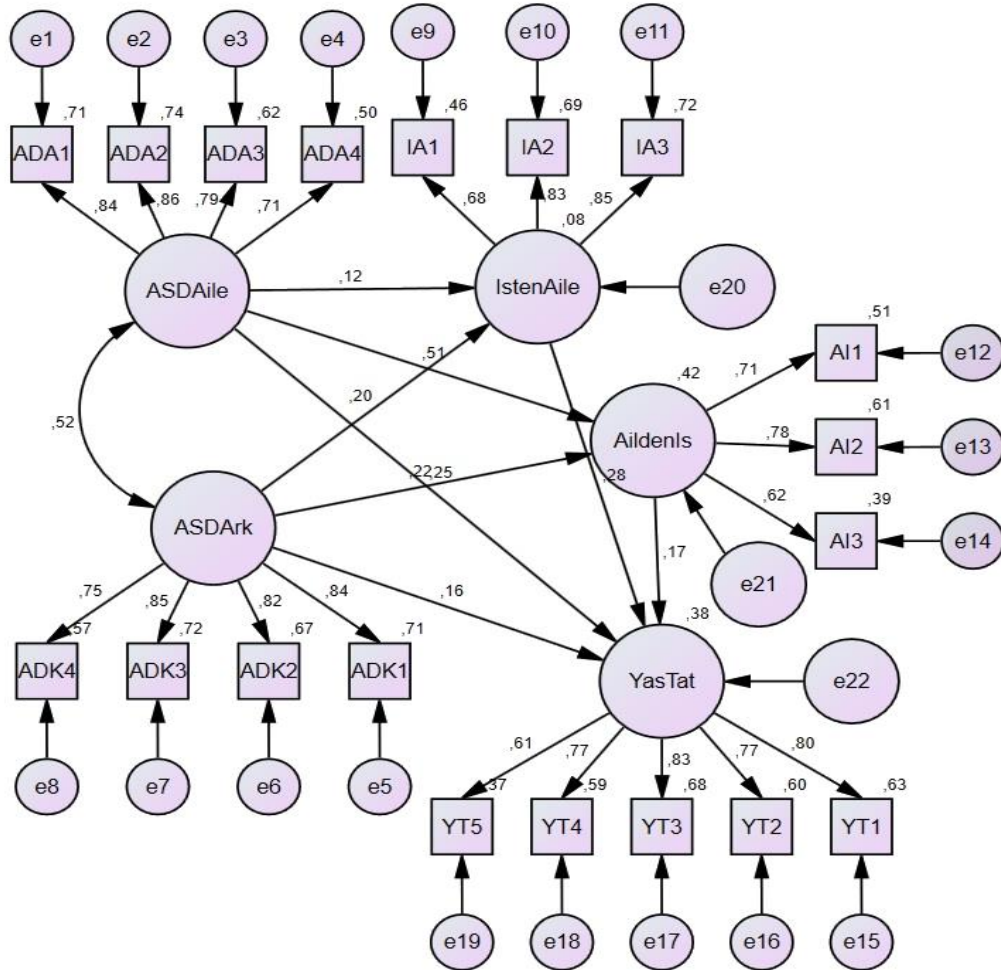 e1 e2 e3 e4 e9 e10 e11
,71 ,74 ,62 ,50 ,46 ,69 ,72
ADA1 ADA2 ADA3 ADA4 IA1 IA2 IA3
,84 ,86 ,79 ,71 ,68 ,83 ,85
,08
ASDAile ,12 IstenAile e20
,51
,51 ,20 ,42 ,71 AI1 e12
,61
,52 AildenIs ,78 AI2 e13
,22 ,25 ,28
,62 ,39
ASDArk AI3 e14
,17 e21
,75 ,85 ,82 ,84 ,16 ,38
,57 ,72 ,67 ,71
ADK4 ADK3 ADK2 ADK1 YasTat e22
e8 e7 e6 e5
,61 ,77 ,83 ,77 ,80
,37 ,59 ,68 ,60 ,63
YT5 YT4 YT3 YT2 YT1
e19 e18 e17 e16 e15